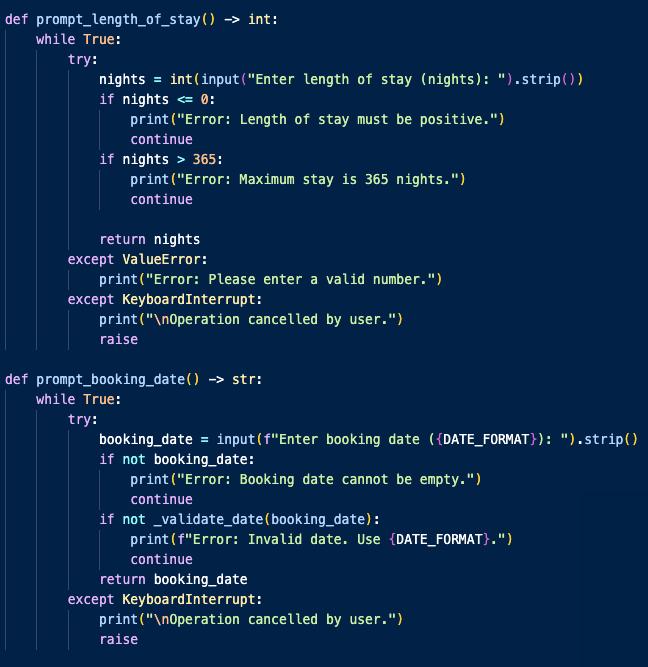 def prompt_length_of_stay() -> int:
    while True:
        try:
            nights = int(input("Enter length of stay (nights): ").strip())
            if nights <= 0:
                print("Error: Length of stay must be positive.")
                continue
            if nights > 365:
                print("Error: Maximum stay is 365 nights.")
                continue

            return nights
        except ValueError:
            print("Error: Please enter a valid number.")
        except KeyboardInterrupt:
            print("\nOperation cancelled by user.")
            raise

def prompt_booking_date() -> str:
    while True:
        try:
            booking_date = input(f"Enter booking date ({DATE_FORMAT}): ").strip()
            if not booking_date:
                print("Error: Booking date cannot be empty.")
                continue
            if not _validate_date(booking_date):
                print(f"Error: Invalid date. Use {DATE_FORMAT}.")
                continue
            return booking_date
        except KeyboardInterrupt:
            print("\nOperation cancelled by user.")
            raise